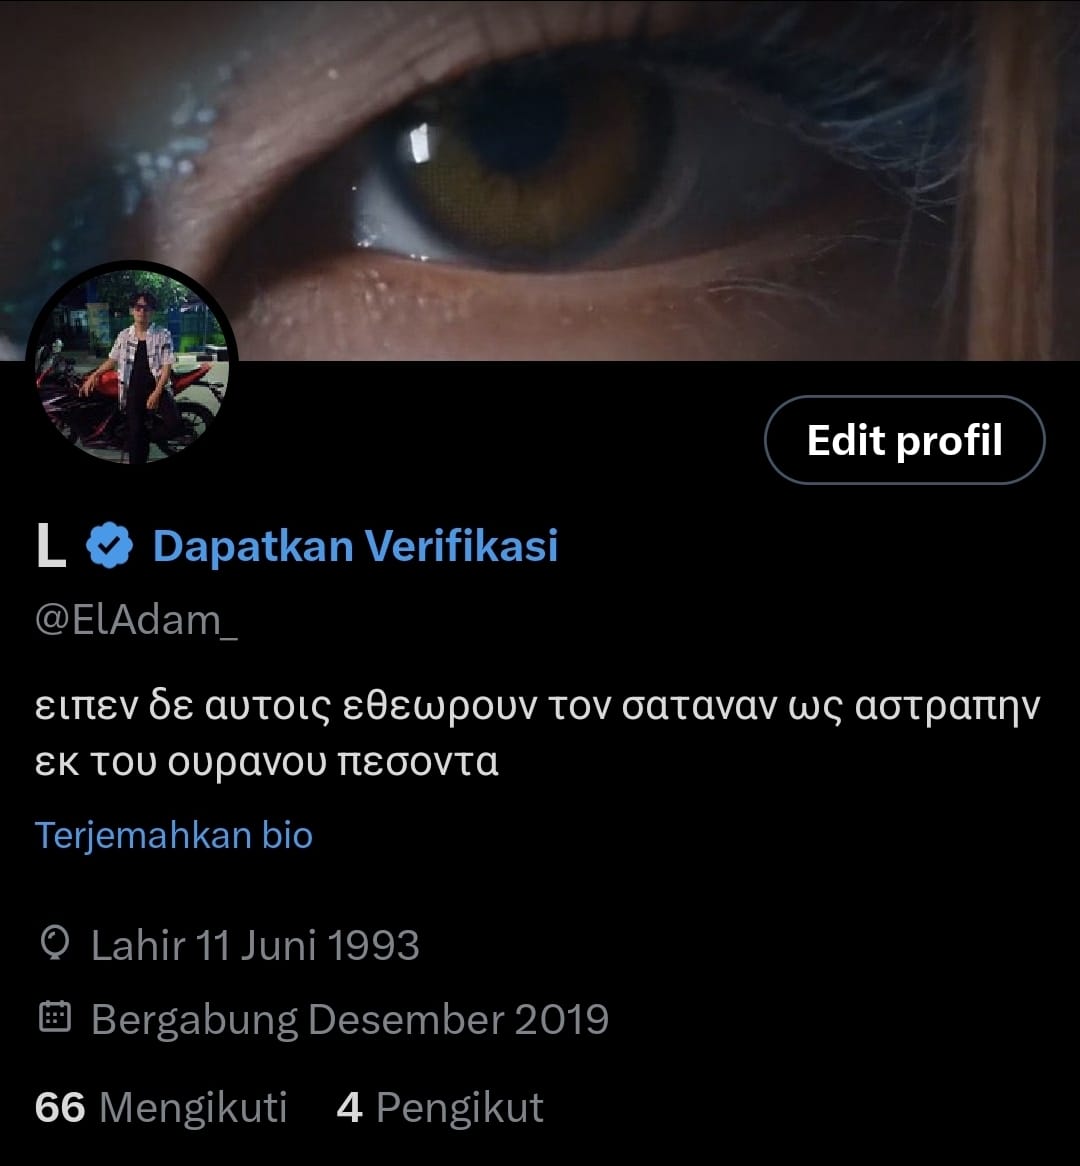 Edit profil
L Dapatkan Verifikasi
@ElAdam_
ειπεν δε αυτοις εθεωρουν τον σαταναν ως αστραπην
εκ του ουρανου πεσοντα
Terjemahkan bio
Lahir 11 Juni 1993
Bergabung Desember 2019
66 Mengikuti 4 Pengikut